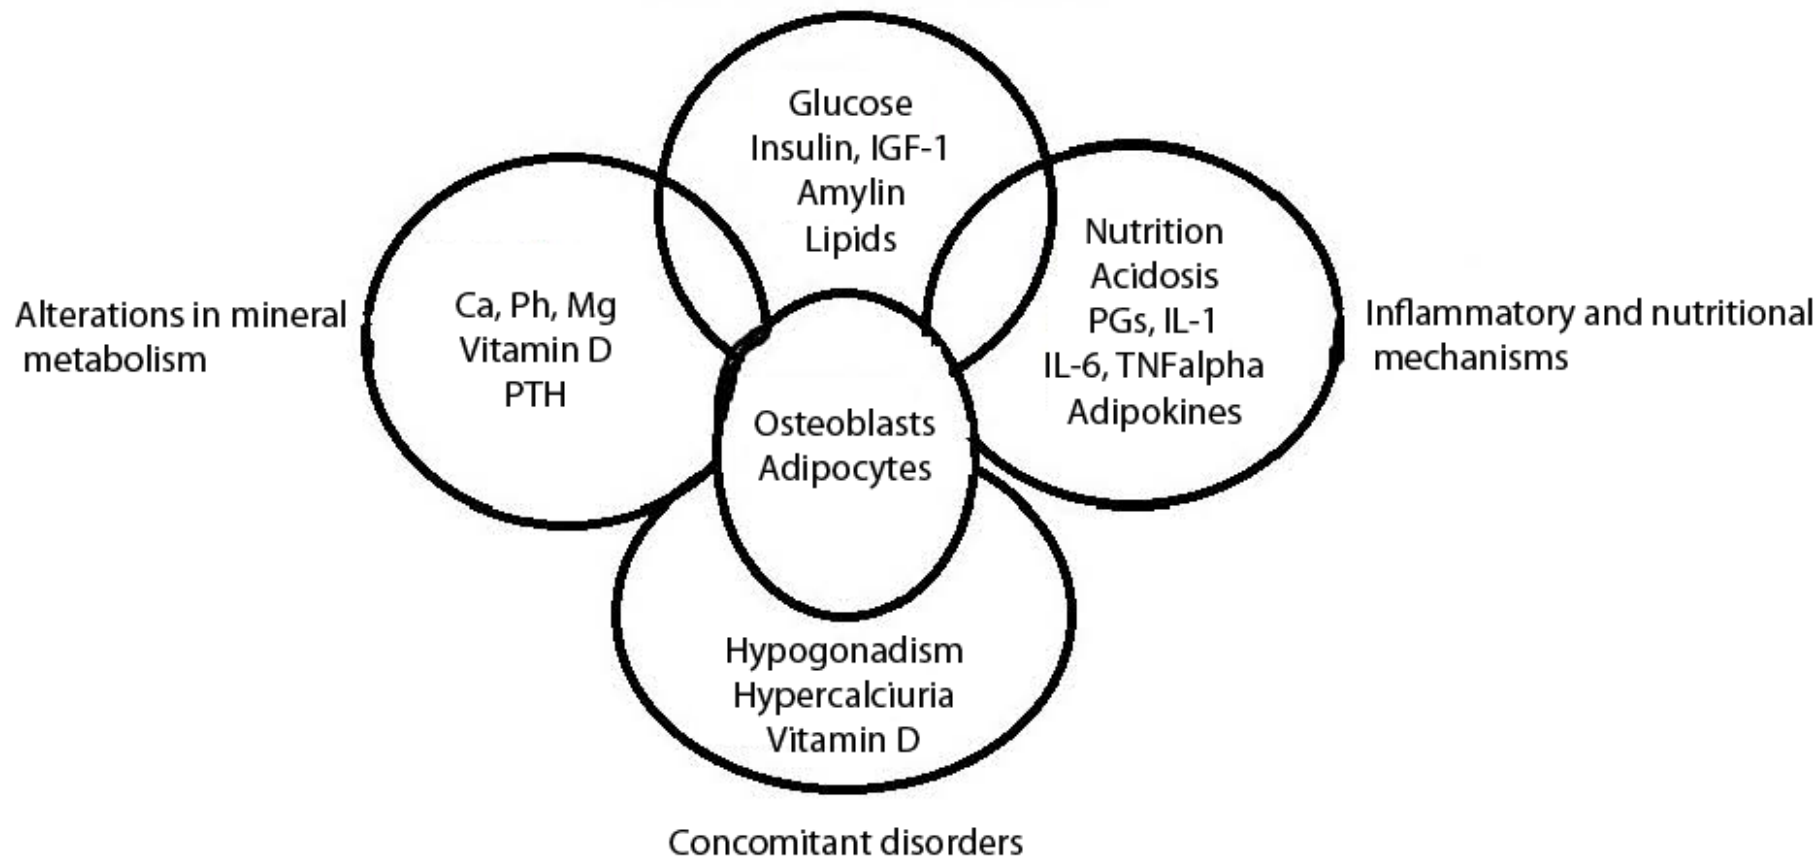 Glucose
Insulin, IGF-1
Amylin
Lipids
Alterations in mineral
metabolism
Ca, Ph, Mg
Vitamin D
PTH
Nutrition
Acidosis
PGs, IL-1
IL-6, TNFalpha
Adipokines
Inflammatory and nutritional
mechanisms
Osteoblasts
Adipocytes
Hypogonadism
Hypercalciuria
Vitamin D
Concomitant disorders